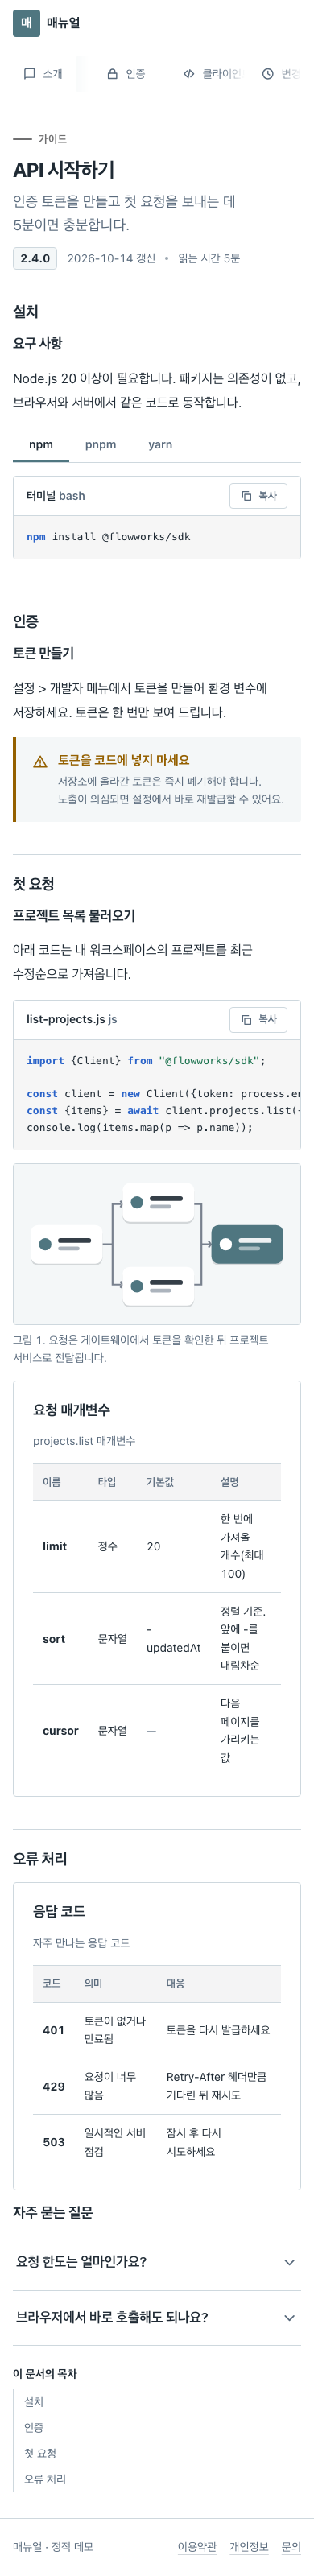 매 매뉴얼
소개 인증 클라이언 변경
가이드
API 시작하기
인증 토큰을 만들고 첫 요청을 보내는 데
5분이면 충분합니다.
2.4.0 2026-10-14 갱신 • 읽는 시간 5분
설치
요구 사항
Node.js 20 이상이 필요합니다. 패키지는 의존성이 없고,
브라우저와 서버에서 같은 코드로 동작합니다.
npm pnpm yarn
터미널 bash 복사
npm install @flowworks/sdk
인증
토큰 만들기
설정 > 개발자 메뉴에서 토큰을 만들어 환경 변수에
저장하세요. 토큰은 한 번만 보여 드립니다.
토큰을 코드에 넣지 마세요
저장소에 올라간 토큰은 즉시 폐기해야 합니다.
노출이 의심되면 설정에서 바로 재발급할 수 있어요.
첫 요청
프로젝트 목록 불러오기
아래 코드는 내 워크스페이스의 프로젝트를 최근
수정순으로 가져옵니다.
list-projects.js js 복사
import {Client} from "@flowworks/sdk";
const client = new Client({token: process.en
const {items} = await client.projects.list({
console.log(items.map(p => p.name));
그림 1. 요청은 게이트웨이에서 토큰을 확인한 뒤 프로젝트
서비스로 전달됩니다.
요청 매개변수
projects.list 매개변수
이름 타입 기본값 설명
limit 정수 20 한 번에
가져올
개수(최대
100)
sort 문자열 -
updatedAt 정렬 기준.
앞에 -를
붙이면
내림차순
cursor 문자열 — 다음
페이지를
가리키는
값
오류 처리
응답 코드
자주 만나는 응답 코드
코드 의미 대응
401 토큰이 없거나
만료됨 토큰을 다시 발급하세요
429 요청이 너무
많음 Retry-After 헤더만큼
기다린 뒤 재시도
503 일시적인 서버
점검 잠시 후 다시
시도하세요
자주 묻는 질문
요청 한도는 얼마인가요?
브라우저에서 바로 호출해도 되나요?
이 문서의 목차
설치
인증
첫 요청
오류 처리
매뉴얼 · 정적 데모 이용약관 개인정보 문의